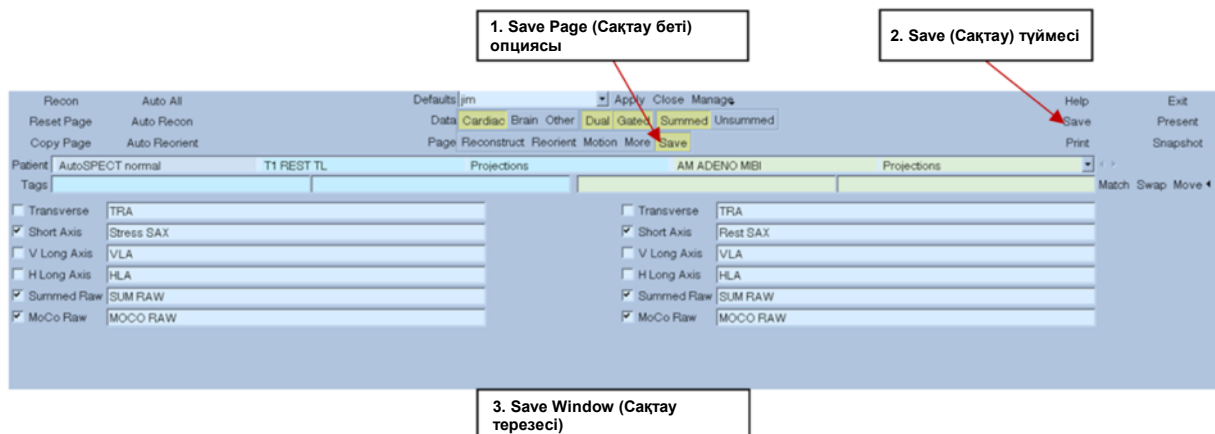 1. Save Page (Сақтау беті)
опциясы
2. Save (Сақтау) түймесі
Recon Auto All Defaults jim Apply Close Manage Help Exit
Reset Page Auto Recon Data Cardiac Brain Other Dual Gated Summed Unsummed Save Present
Copy Page Auto Reorient Page Reconstruct Reorient Motion More Save Print Snapshot
Patient AutoSPECT normal T1 REST TL Projections AM ADENO MIBI Projections
Tags Match Swap Move
Transverse TRA Transverse TRA
Short Axis Stress SAX Short Axis Rest SAX
V Long Axis VLA V Long Axis VLA
H Long Axis HLA H Long Axis HLA
Summed Raw SUM RAW Summed Raw SUM RAW
MoCo Raw MOCO RAW MoCo Raw MOCO RAW
3. Save Window (Сақтау
терезесі)